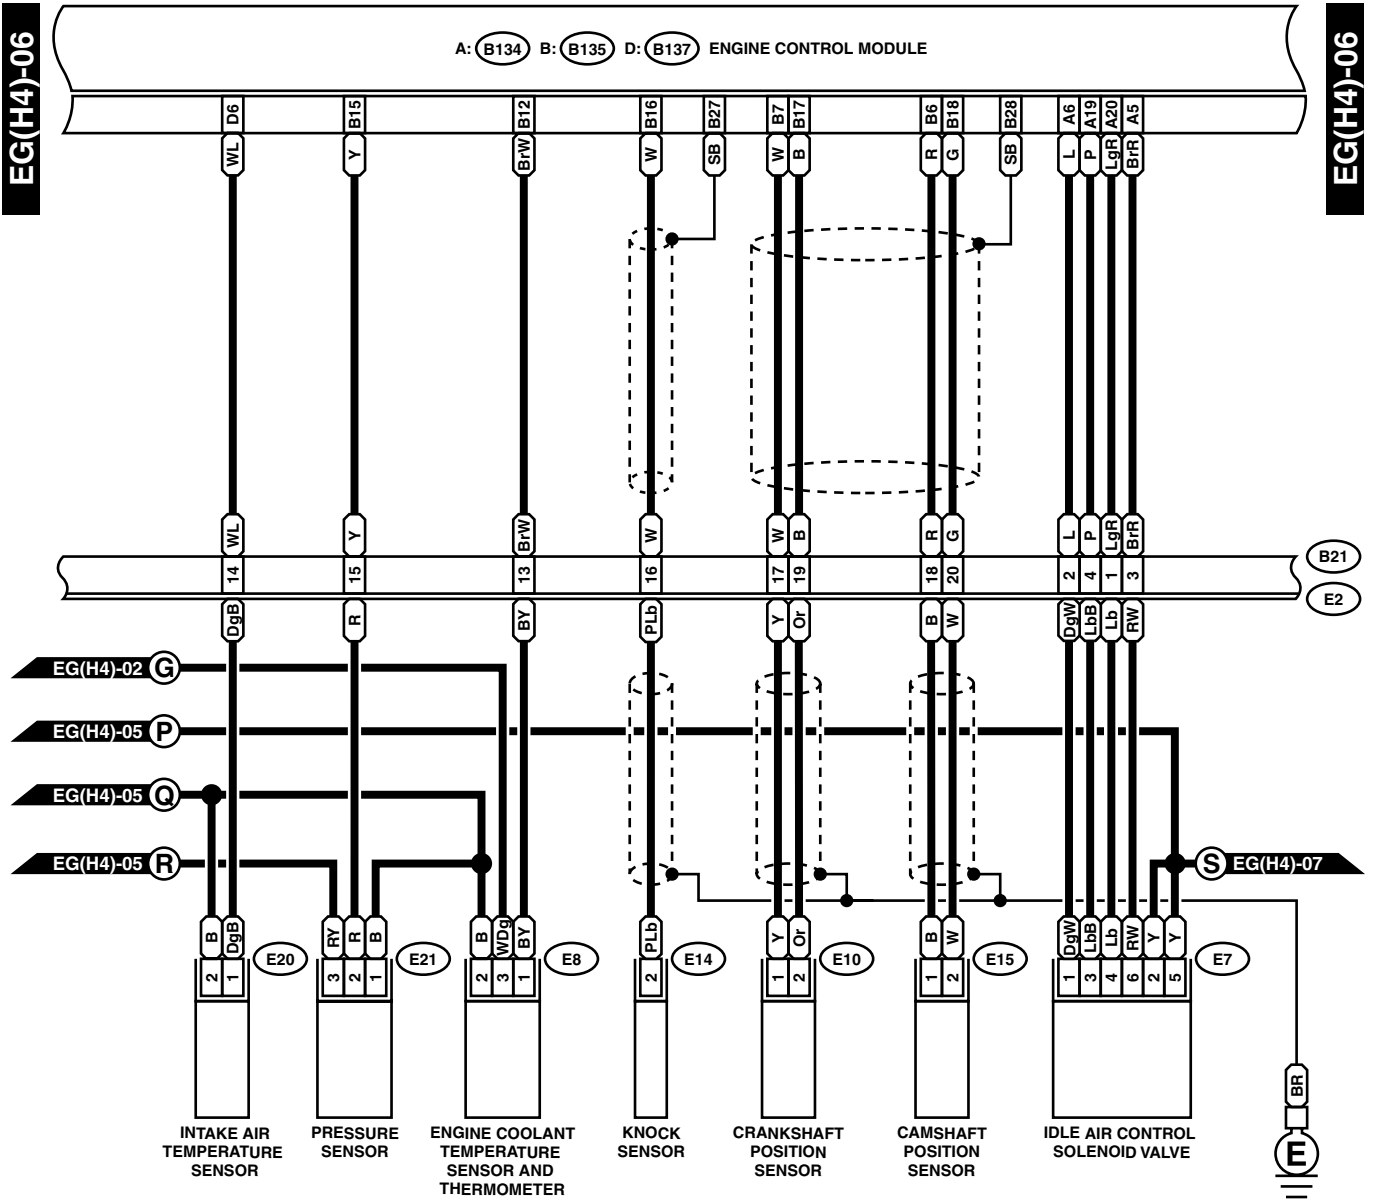 EG(H4)-06
A: B134 B: B135 D: B137 ENGINE CONTROL MODULE
EG(H4)-06
D6 B15 B12 B16 B27 B7 B17 B6 B18 B28 A6 A19 A20 A5
WL Y BrW W SB W B R G SB L P LgR BrR
WL Y BrW W W B R G L P LgR BrR
B21
14 15 13 16 17 19 18 20 2 4 1 3
E2
DgB R BY PLb Y Or B W DgW LbB Lb RW
EG(H4)-02 G
EG(H4)-05 P
EG(H4)-05 Q
EG(H4)-05 R
S EG(H4)-07
B DgB RY R B B WDg BY PLb Y Or B W DgW LbB Lb RW Y Y
E20 E21 E8 E14 E10 E15 E7
2 1 3 2 1 2 3 1 2 1 2 1 2 1 3 4 6 2 5
BR
E
INTAKE AIR
TEMPERATURE
SENSOR
PRESSURE
SENSOR
ENGINE COOLANT
TEMPERATURE
SENSOR AND
THERMOMETER
KNOCK
SENSOR
CRANKSHAFT
POSITION
SENSOR
CAMSHAFT
POSITION
SENSOR
IDLE AIR CONTROL
SOLENOID VALVE